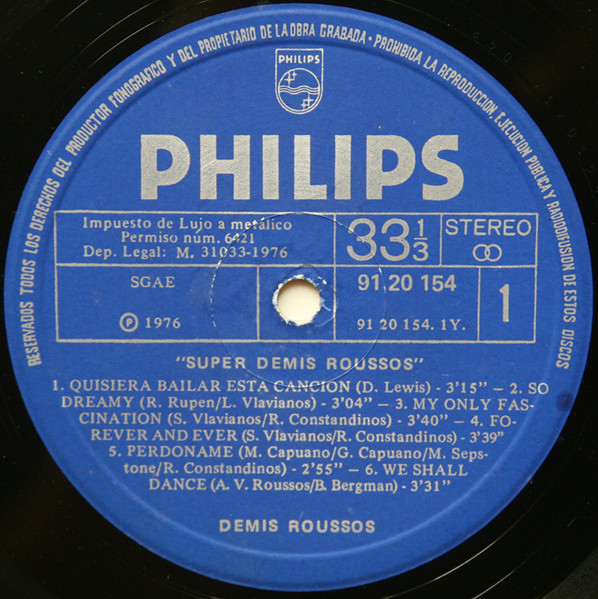 RESERVADOS TODOS LOS DERECHOS DEL PRODUCTOR FONOGRAFICO Y DEL PROPIETARIO DE LA OBRA GRABADA · PROHIBIDA LA REPRODUCCION, EJECUCION PUBLICA Y RADIODIFUSION DE ESTOS DISCOS
PHILIPS
PHILIPS
Impuesto de Lujo a metálico
Permiso num. 6421
Dep. Legal: M. 31033-1976
33 1/3
STEREO
SGAE
Ⓟ 1976
91 20 154
91 20 154. 1Y.
1
"SUPER DEMIS ROUSSOS"
1. QUISIERA BAILAR ESTA CANCION (D. Lewis) - 3'15" — 2. SO
DREAMY (R. Rupen/L. Vlavianos) - 3'04" — 3. MY ONLY FAS-
CINATION (S. Vlavianos/R. Constandinos) - 3'40" — 4. FO-
REVER AND EVER (S. Vlavianos/R. Constandinos) - 3'39"
5. PERDONAME (M. Capuano/G. Capuano/M. Seps-
tone/R. Constandinos) - 2'55" — 6. WE SHALL
DANCE (A. V. Roussos/B. Bergman) - 3'31"
DEMIS ROUSSOS